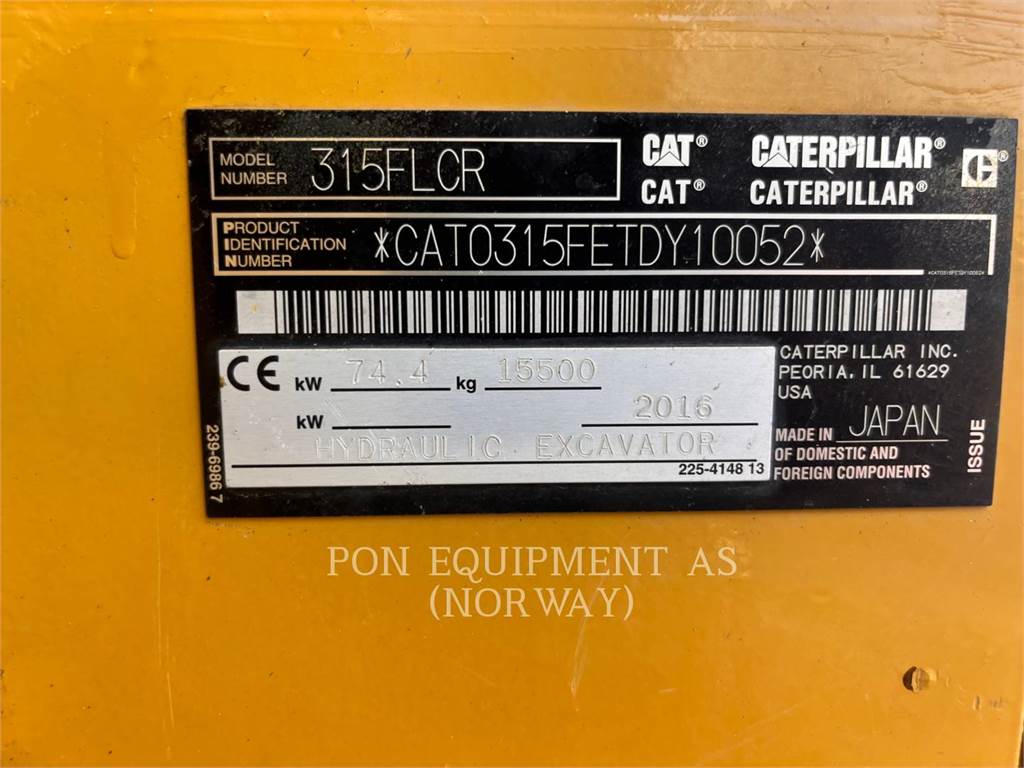 MODEL NUMBER 315FLCR
CAT® CATERPILLAR®
CAT® CATERPILLAR®
PRODUCT
IDENTIFICATION
NUMBER *CAT0315FETDY10052*
*CAT0315FETDY10052*
CE kW 74.4 kg 15500
kW 2016
HYDRAULIC EXCAVATOR
225-4148 13
239-6986 7
CATERPILLAR INC.
PEORIA, IL 61629
USA
MADE IN JAPAN
OF DOMESTIC AND
FOREIGN COMPONENTS
ISSUE
PON EQUIPMENT AS
(NORWAY)